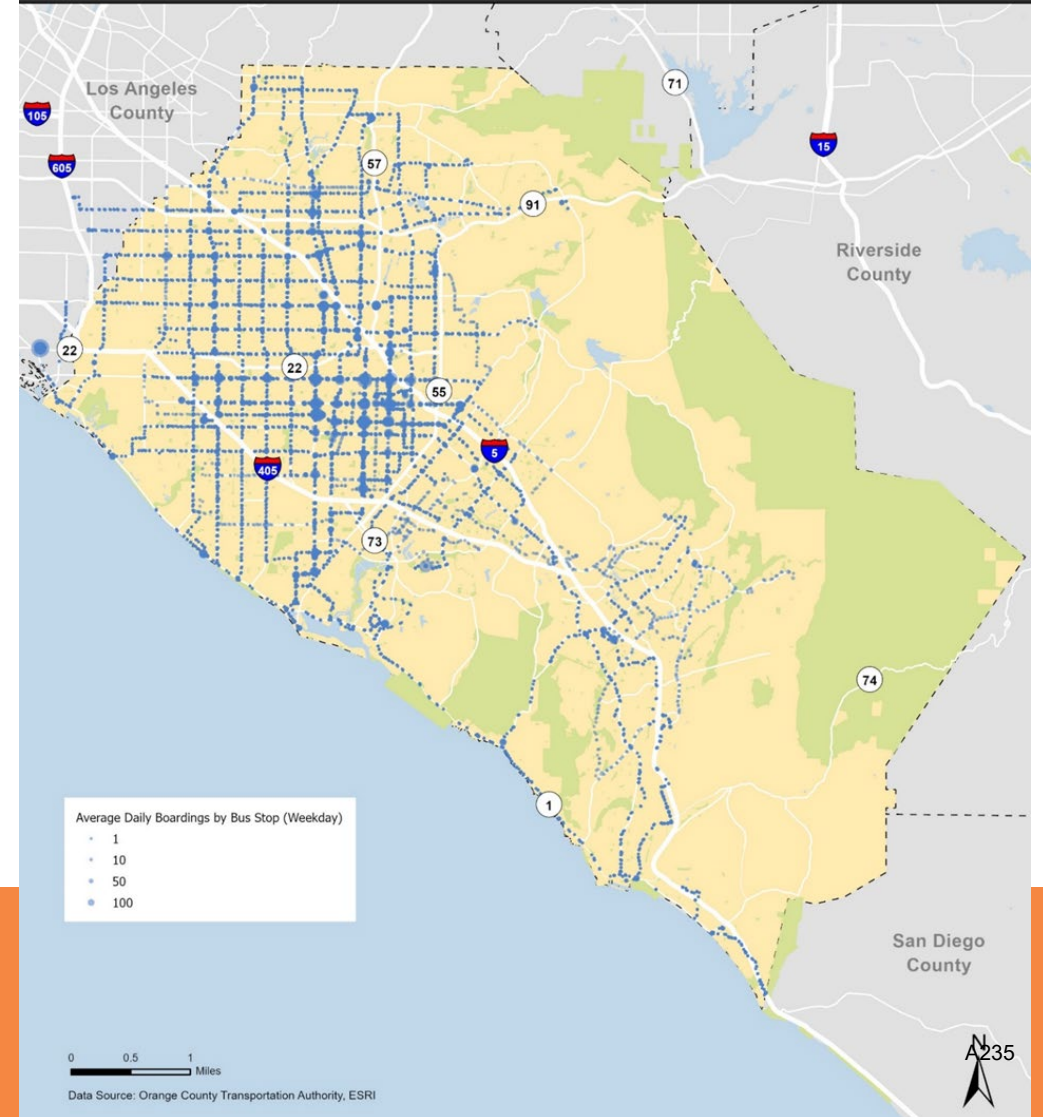 Los Angeles
County
105
605
71
15
57
91
Riverside
County
22
22
55
5
405
73
74
1
Average Daily Boardings by Bus Stop (Weekday)
1
10
50
100
San Diego
County
0 0.5 1
Miles
N
A235
Data Source: Orange County Transportation Authority, ESRI